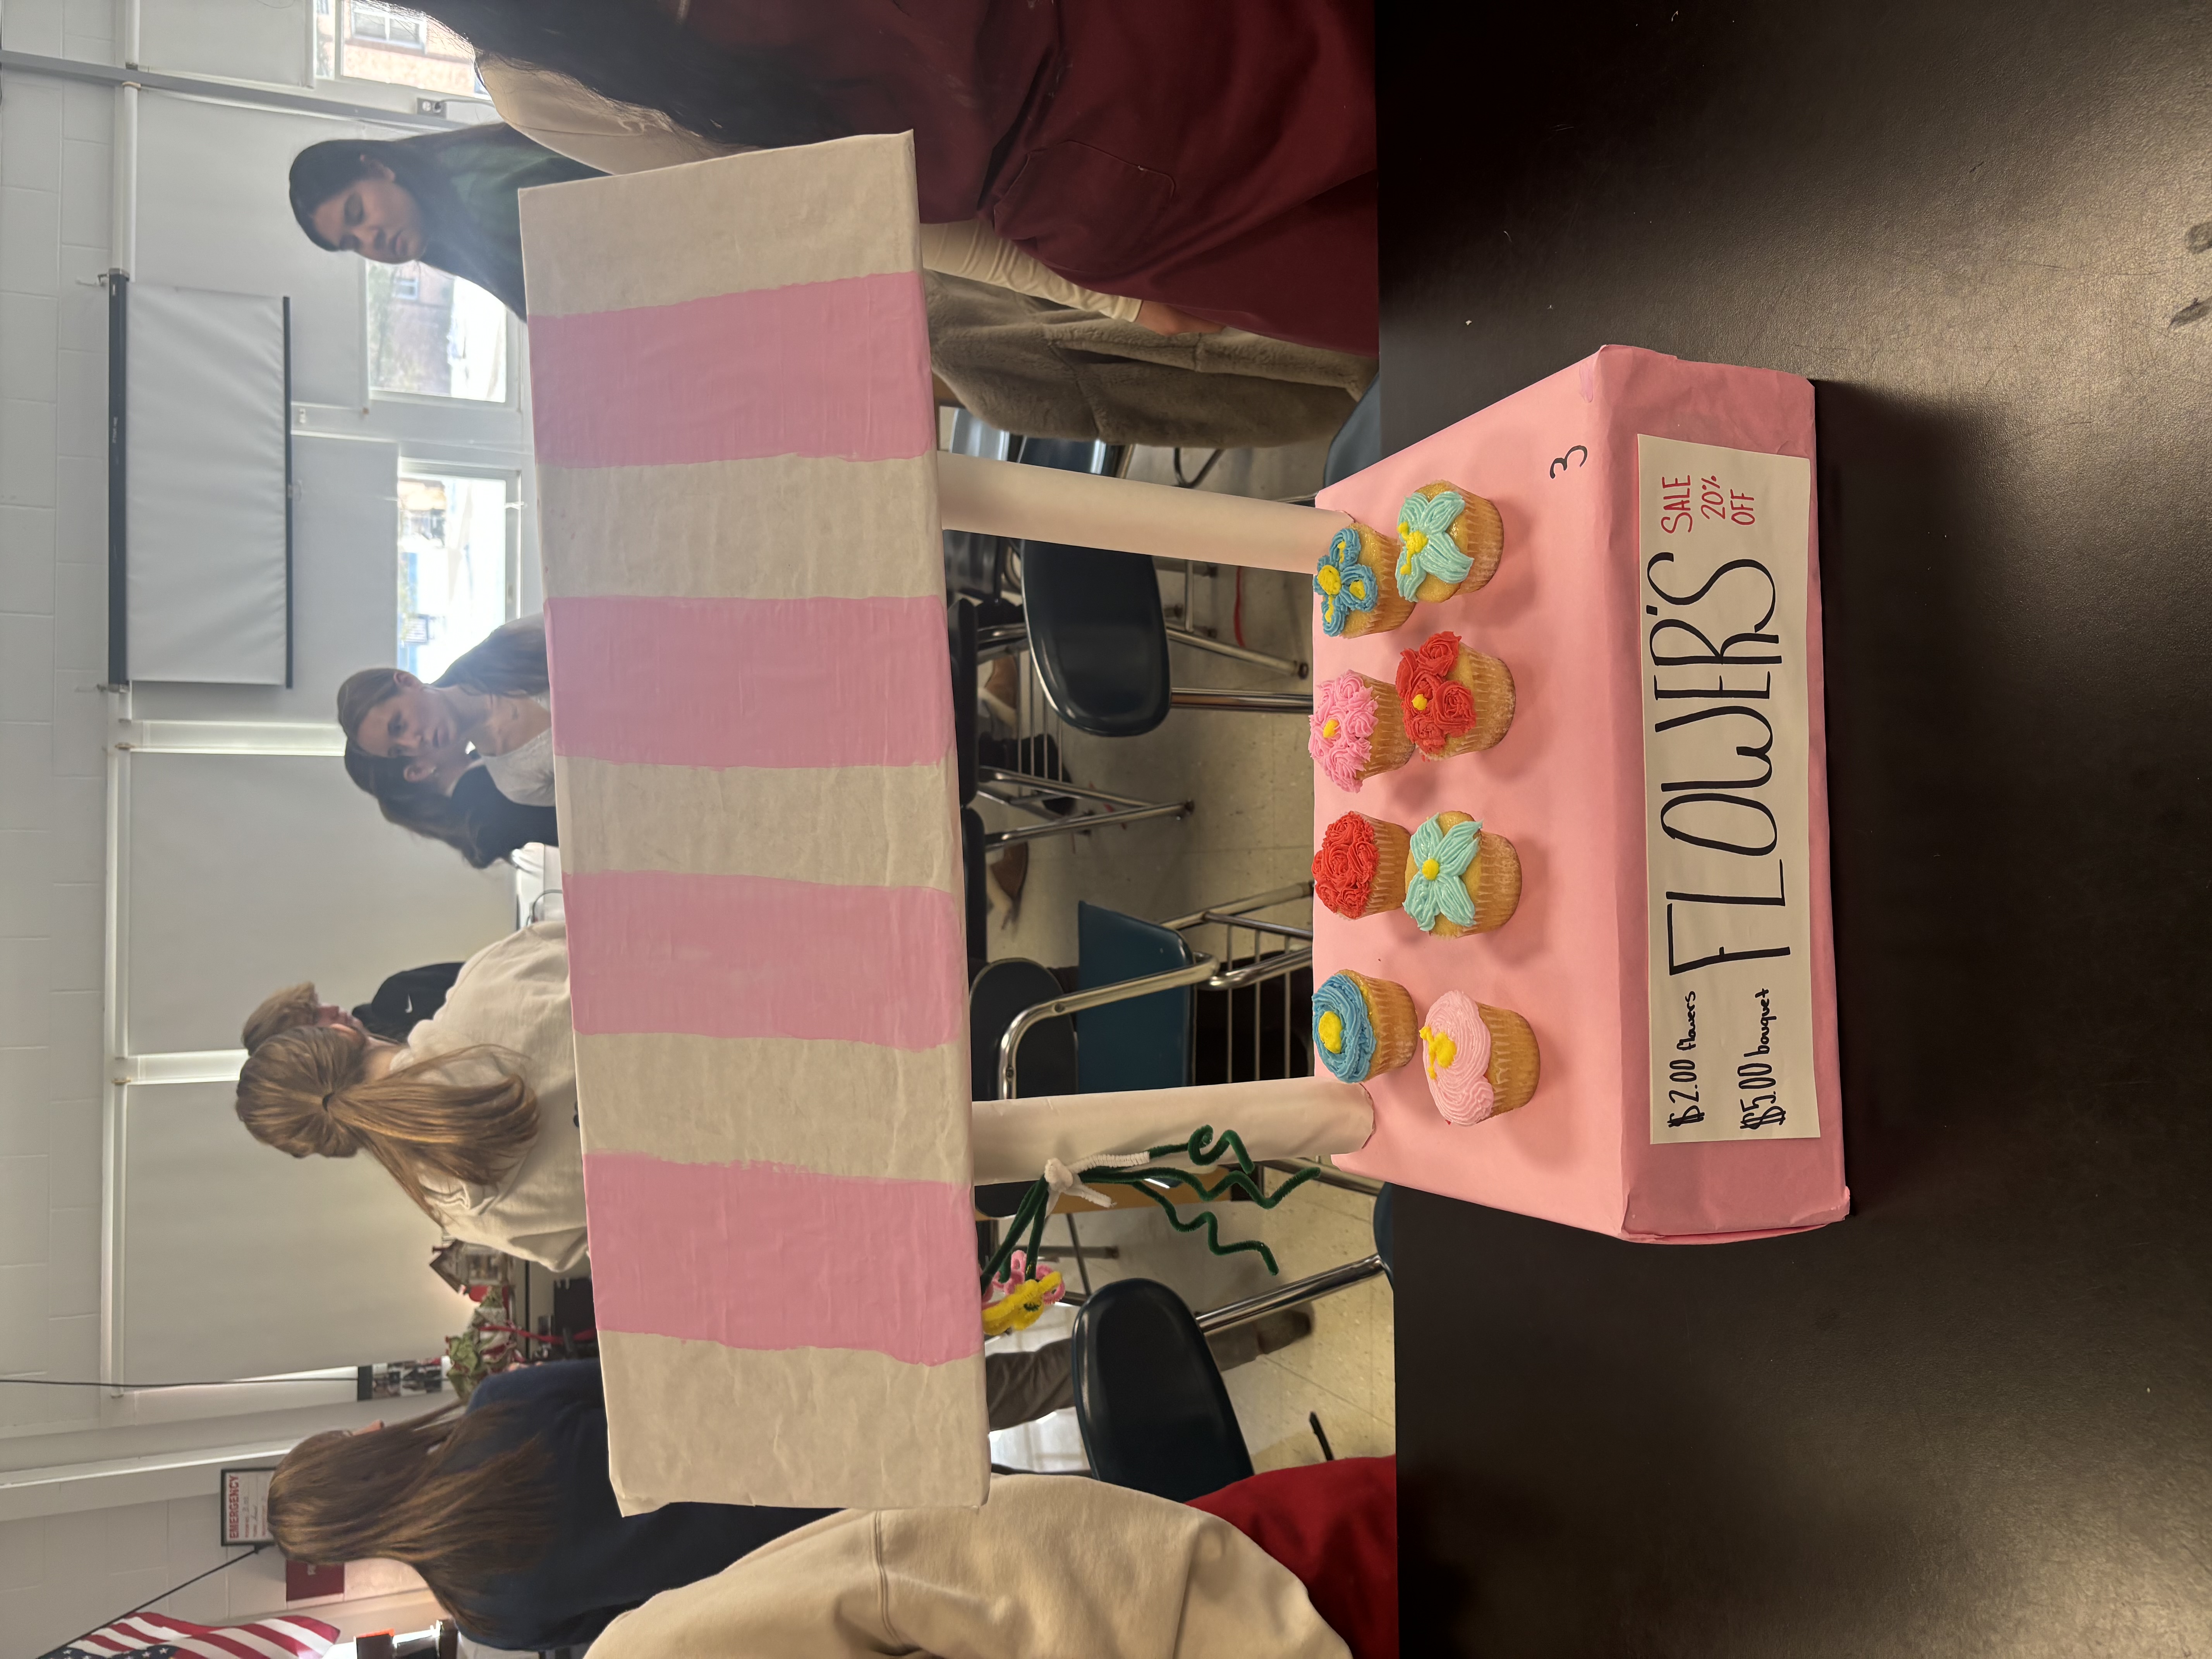 EMERGENCY
3
$2.00 flowers
$5.00 bouquet
FLOWER'S
SALE
20%
OFF